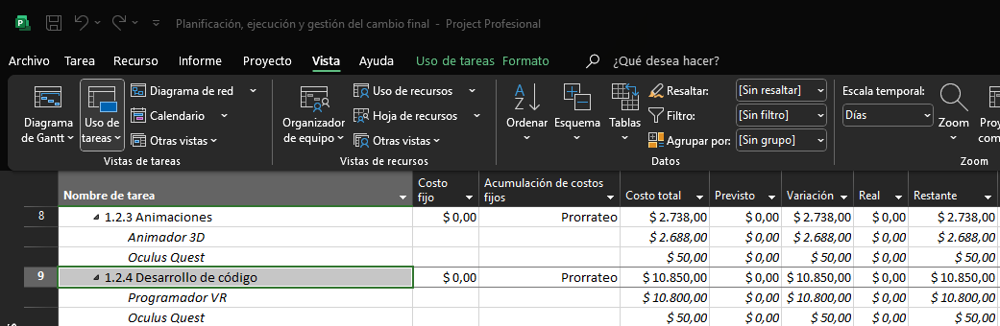 Planificación, ejecución y gestión del cambio final - Project Profesional
Archivo Tarea Recurso Informe Proyecto Vista Ayuda Uso de tareas Formato ¿Qué desea hacer?
Diagrama de Gantt
Uso de tareas
Diagrama de red
Calendario
Otras vistas
Vistas de tareas
Organizador de equipo
Uso de recursos
Hoja de recursos
Otras vistas
Vistas de recursos
Ordenar
Esquema
Tablas
Resaltar: [Sin resaltar]
Filtro: [Sin filtro]
Agrupar por: [Sin grupo]
Datos
Escala temporal:
Días
Zoom
Zoom
Nombre de tarea Costo fijo Acumulación de costos fijos Costo total Previsto Variación Real Restante
8 1.2.3 Animaciones $ 0,00 Prorrateo $ 2.738,00 $ 0,00 $ 2.738,00 $ 0,00 $ 2.738,00
Animador 3D $ 2.688,00 $ 0,00 $ 2.688,00 $ 0,00 $ 2.688,00
Oculus Quest $ 50,00 $ 0,00 $ 50,00 $ 0,00 $ 50,00
9 1.2.4 Desarrollo de código $ 0,00 Prorrateo $ 10.850,00 $ 0,00 $ 10.850,00 $ 0,00 $ 10.850,00
Programador VR $ 10.800,00 $ 0,00 $ 10.800,00 $ 0,00 $ 10.800,00
Oculus Quest $ 50,00 $ 0,00 $ 50,00 $ 0,00 $ 50,00